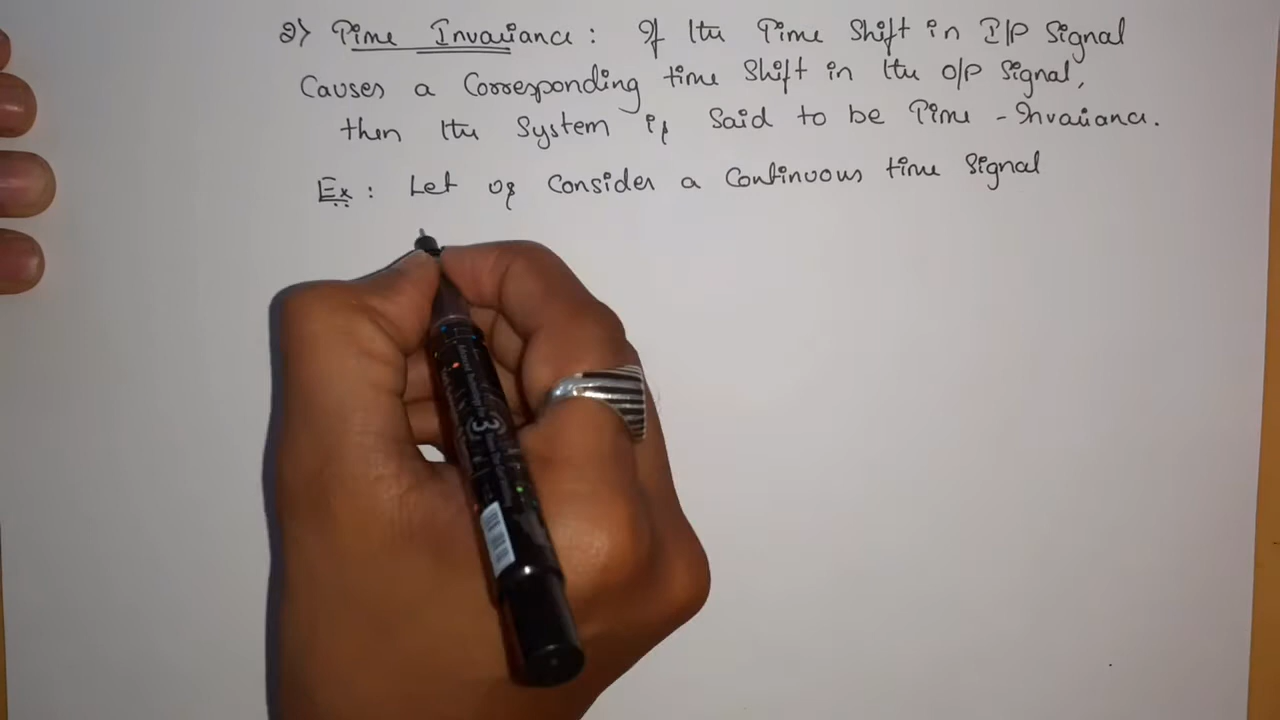 2) Time Invariance : If the Time Shift in I/P Signal
Causes a Corresponding time Shift in the O/P Signal,
then the System is Said to be Time - Invariance.
Ex : Let us Consider a Continuous time Signal
3